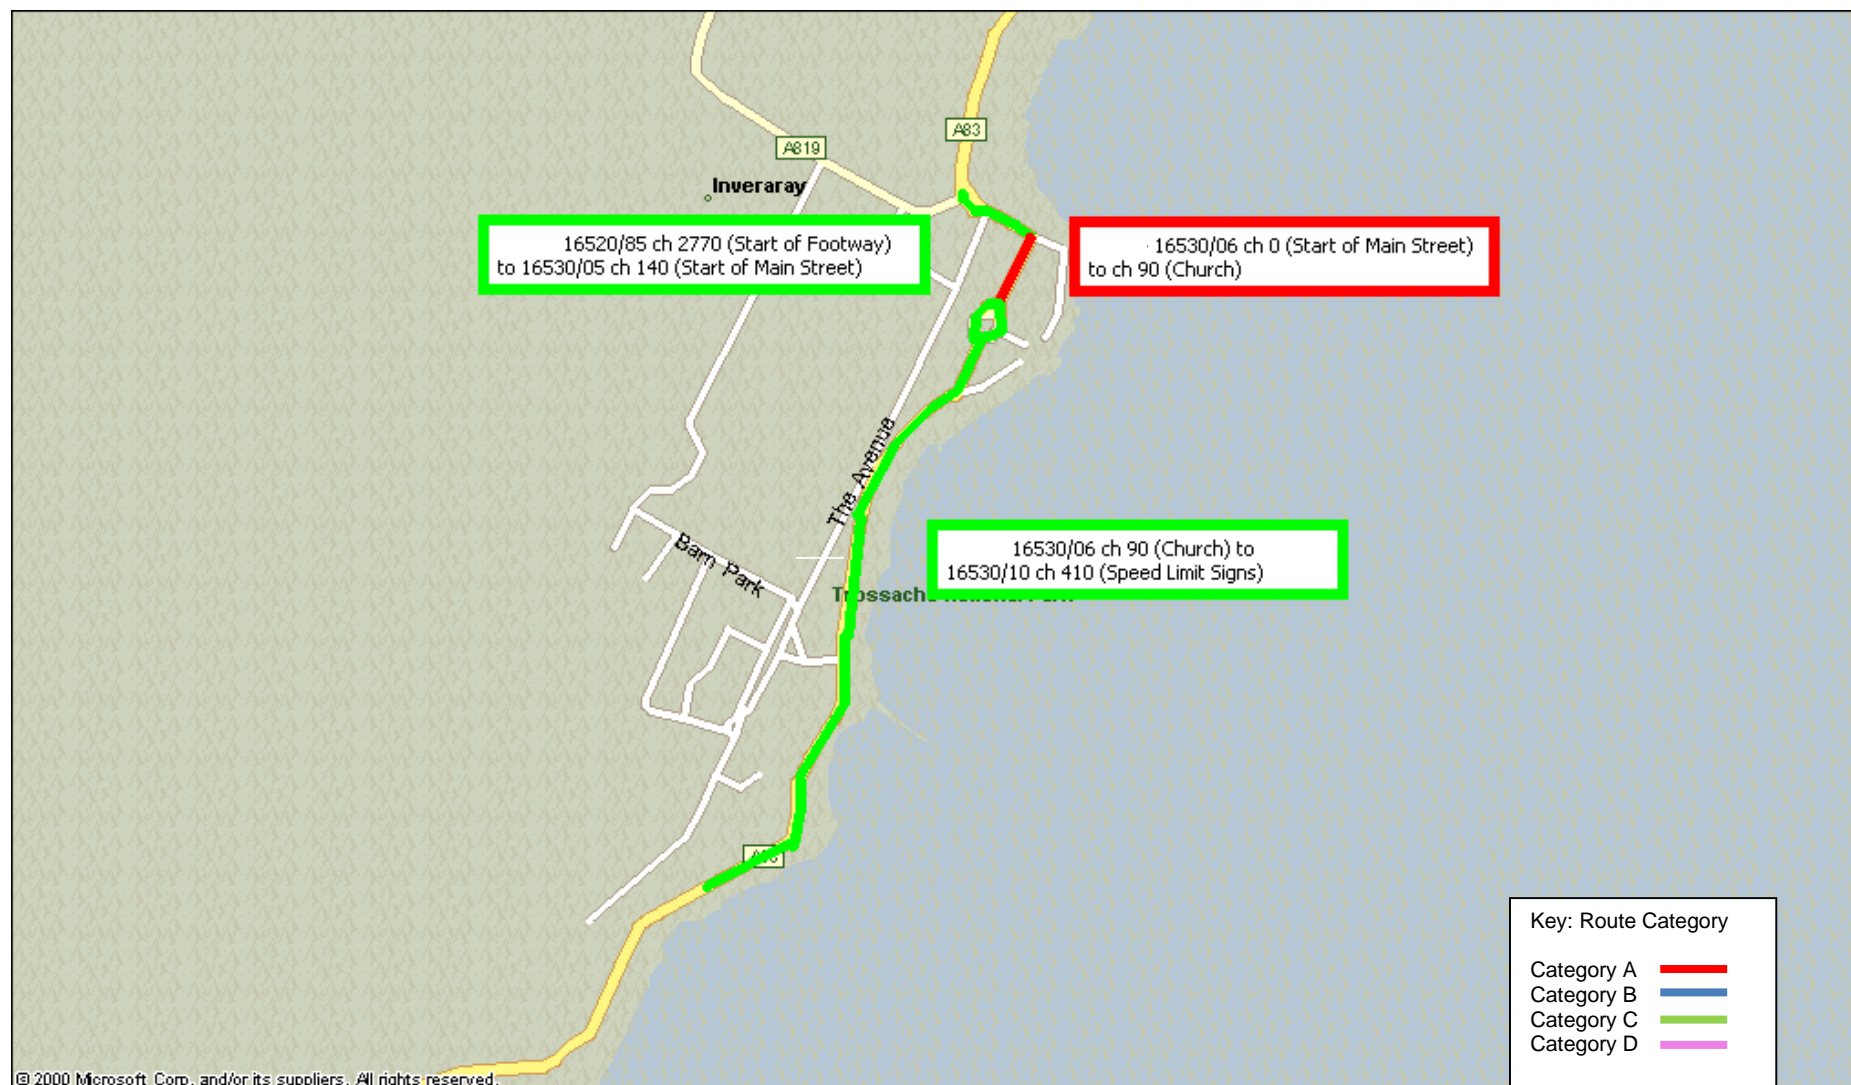 A83
A819
Inveraray
16520/85 ch 2770 (Start of Footway)
to 16530/05 ch 140 (Start of Main Street)
16530/06 ch 0 (Start of Main Street)
to ch 90 (Church)
The Avenue
Barn Park
16530/06 ch 90 (Church) to
16530/10 ch 410 (Speed Limit Signs)
Key: Route Category
Category A
Category B
Category C
Category D
© 2000 Microsoft Corp. and/or its suppliers. All rights reserved.